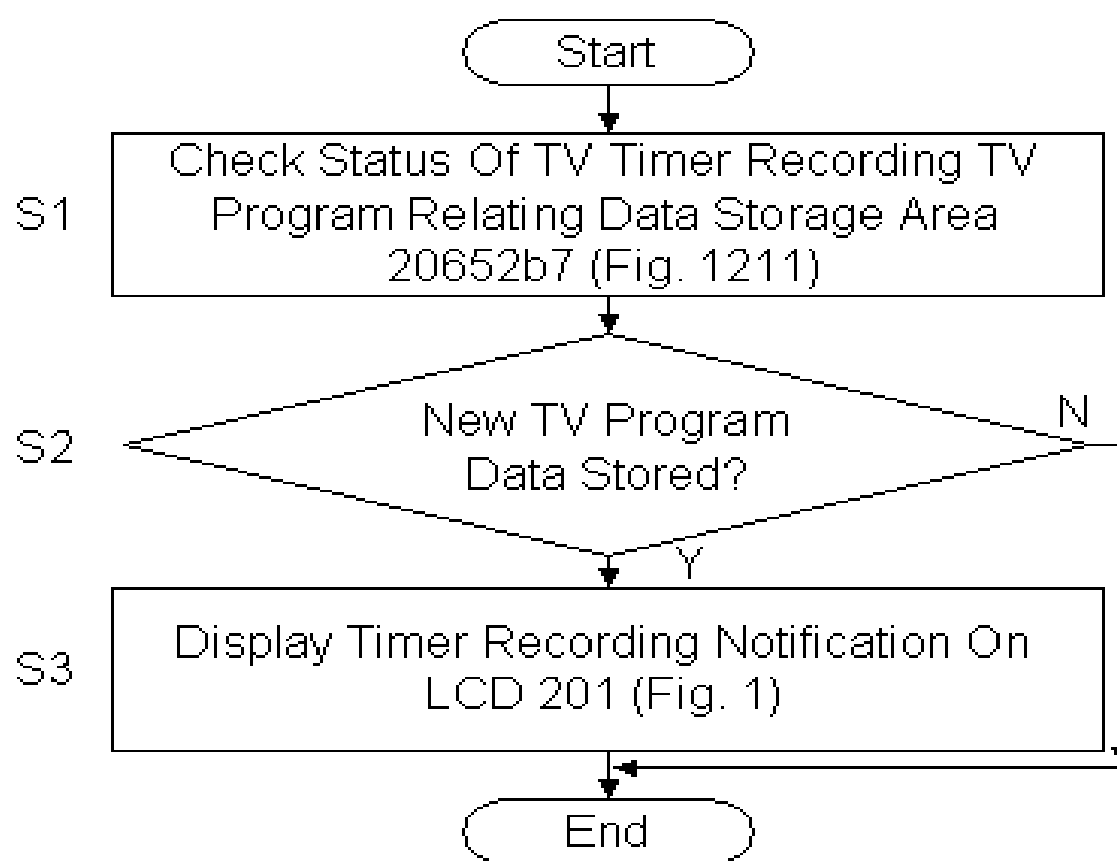 Start
S1
Check Status Of TV Timer Recording TV
Program Relating Data Storage Area
20652b7 (Fig. 1211)
S2
New TV Program
Data Stored?
N
Y
S3
Display Timer Recording Notification On
LCD 201 (Fig. 1)
End